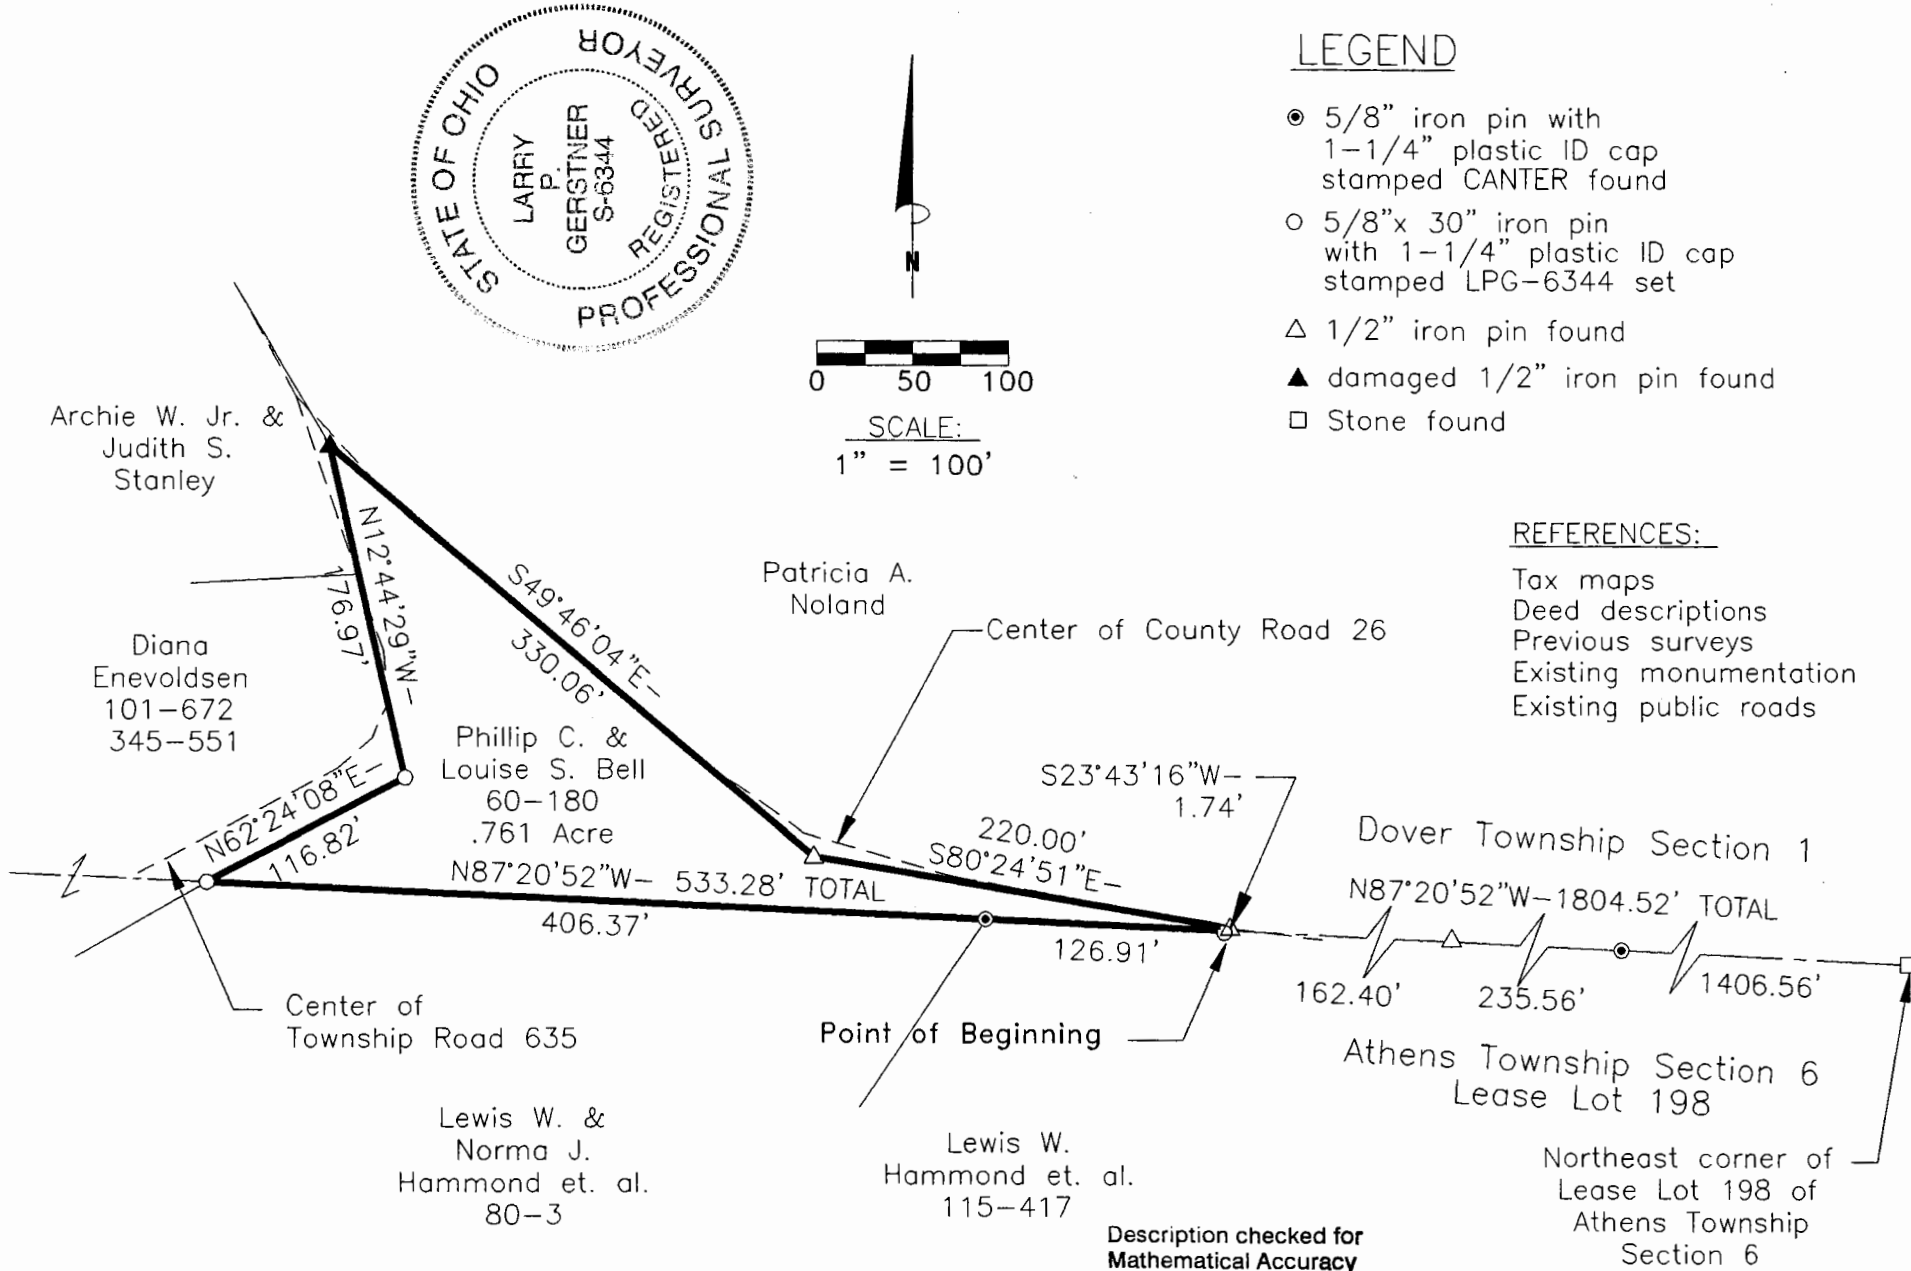 STATE OF OHIO
PROFESSIONAL SURVEYOR
REGISTERED
LARRY
P.
GERSTNER
S-6344
N
0 50 100
SCALE:
1" = 100'
LEGEND
5/8" iron pin with
1-1/4" plastic ID cap
stamped CANTER found
5/8"x 30" iron pin
with 1-1/4" plastic ID cap
stamped LPG-6344 set
1/2" iron pin found
damaged 1/2" iron pin found
Stone found
REFERENCES:
Tax maps
Deed descriptions
Previous surveys
Existing monumentation
Existing public roads
Archie W. Jr. &
Judith S.
Stanley
N12°44'29"W-
176.97'
S49°46'04"E-
330.06'
Patricia A.
Noland
Center of County Road 26
Diana
Enevoldsen
101-672
345-551
Phillip C. &
Louise S. Bell
60-180
.761 Acre
N62°24'08"E-
116.82'
S23°43'16"W-
1.74'
220.00'
S80°24'51"E-
N87°20'52"W- 533.28' TOTAL
406.37'
126.91'
Dover Township Section 1
N87°20'52"W-1804.52' TOTAL
162.40'
235.56'
1406.56'
Center of
Township Road 635
Point of Beginning
Athens Township Section 6
Lease Lot 198
Lewis W. &
Norma J.
Hammond et. al.
80-3
Lewis W.
Hammond et. al.
115-417
Northeast corner of
Lease Lot 198 of
Athens Township
Section 6
Description checked for
Mathematical Accuracy